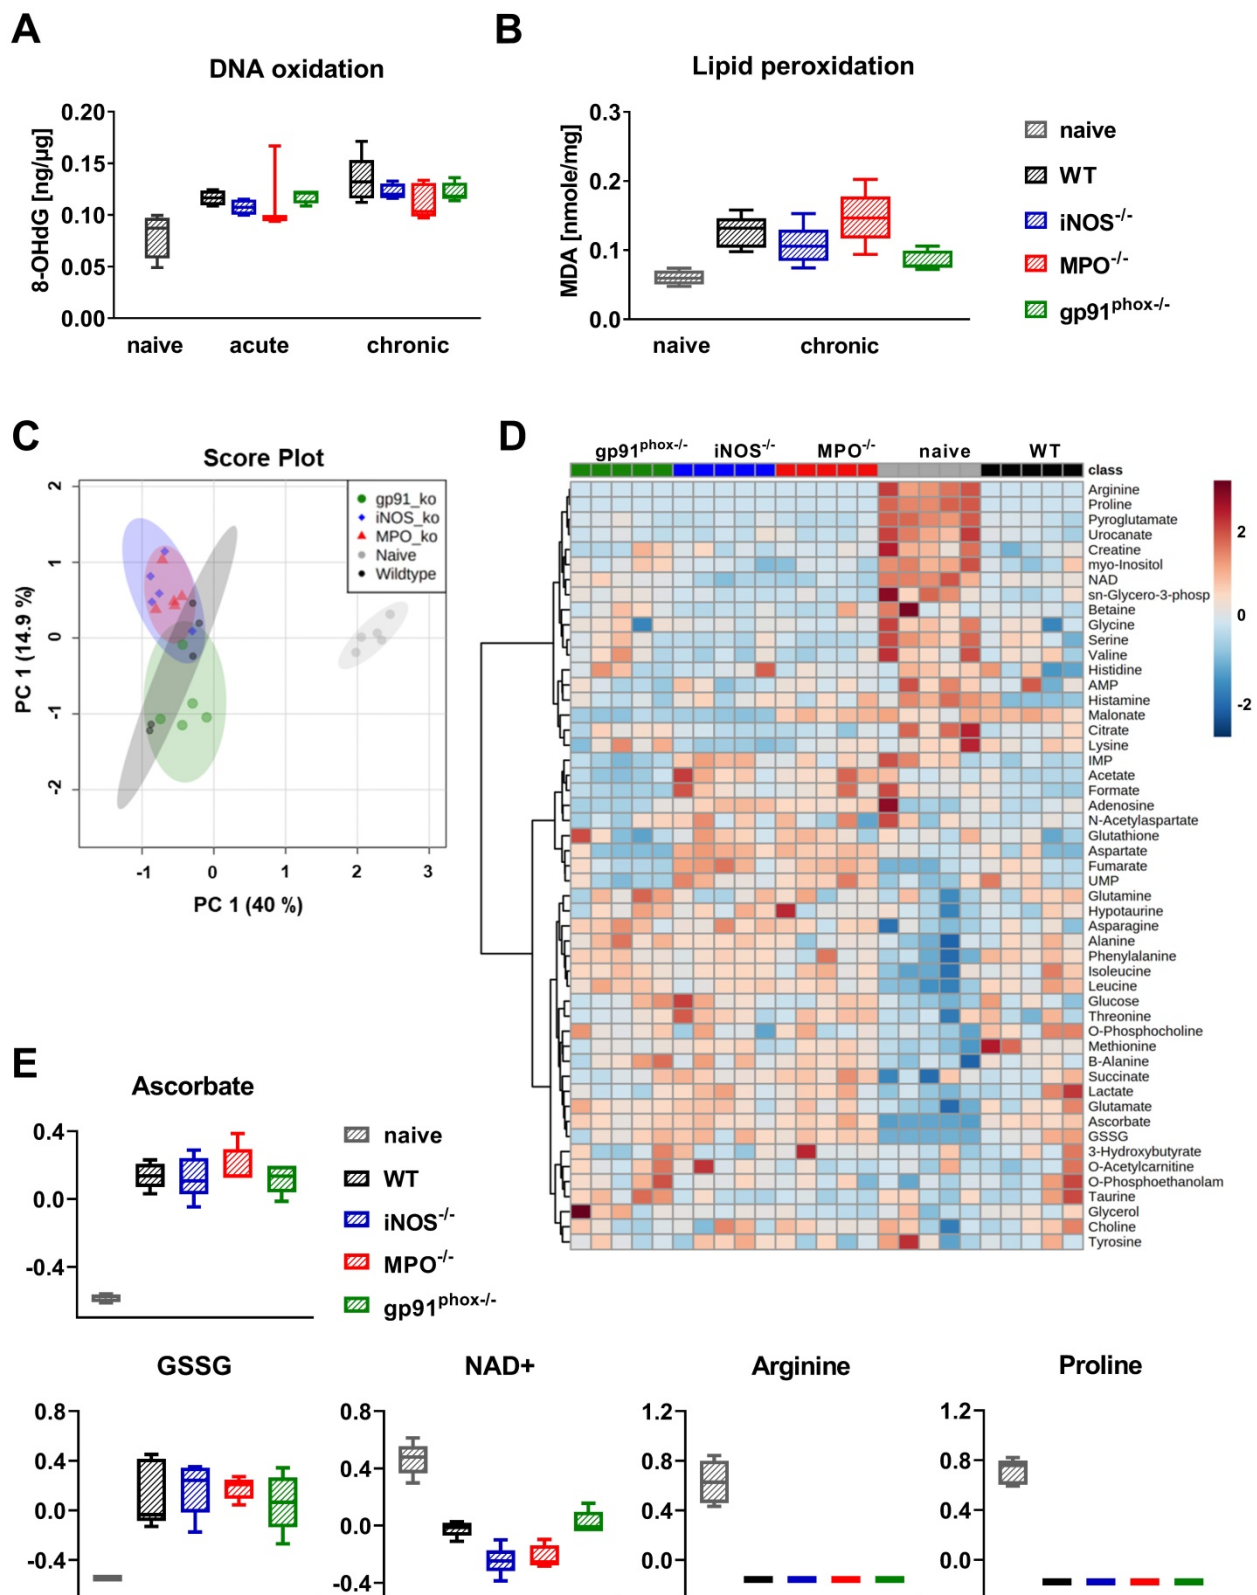 A
DNA oxidation
8-OHdG [ng/µg]
0.20
0.15
0.10
0.05
0.00
naive acute chronic
B
Lipid peroxidation
MDA [nmole/mg]
0.3
0.2
0.1
0.0
naive chronic
naive
WT
iNOS-/-
MPO-/-
gp91phox-/-
C
Score Plot
PC 1 (14.9 %)
2
1
0
-1
-2
gp91_ko
iNOS_ko
MPO_ko
Naive
Wildtype
-1 0 1 2 3
PC 1 (40 %)
D
gp91phox-/- iNOS-/- MPO-/- naive WT
class
Arginine
Proline
Pyroglutamate
Urocanate
Creatine
myo-Inositol
NAD
sn-Glycero-3-phosp
Betaine
Glycine
Serine
Valine
Histidine
AMP
Histamine
Malonate
Citrate
Lysine
IMP
Acetate
Formate
Adenosine
N-Acetylaspartate
Glutathione
Aspartate
Fumarate
UMP
Glutamine
Hypotaurine
Asparagine
Alanine
Phenylalanine
Isoleucine
Leucine
Glucose
Threonine
O-Phosphocholine
Methionine
B-Alanine
Succinate
Lactate
Glutamate
Ascorbate
GSSG
3-Hydroxybutyrate
O-Acetylcarnitine
O-Phosphoethanolam
Taurine
Glycerol
Choline
Tyrosine
2
0
-2
E
Ascorbate
0.4
0.0
-0.4
naive
WT
iNOS-/-
MPO-/-
gp91phox-/-
GSSG
0.8
0.4
0.0
-0.4
NAD+
0.8
0.4
0.0
-0.4
Arginine
1.2
0.8
0.4
0.0
Proline
1.2
0.8
0.4
0.0